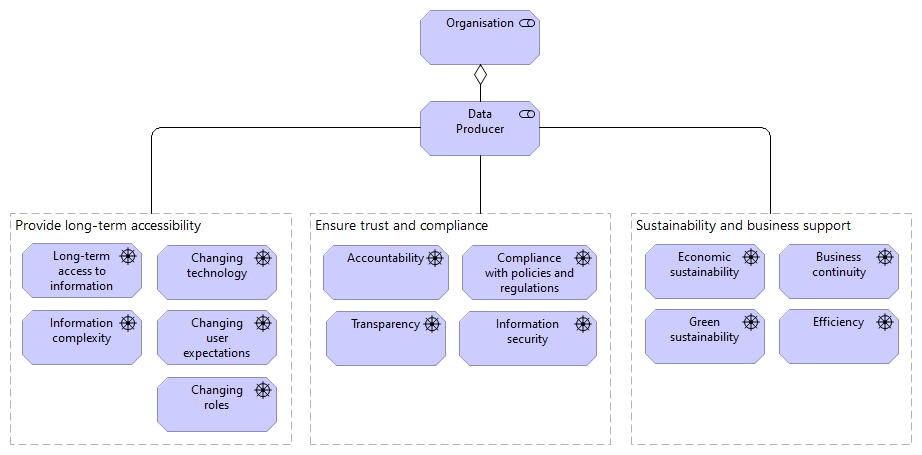 Organisation
Data
Producer
Provide long-term accessibility
Long-term
access to
information
Changing
technology
Information
complexity
Changing
user
expectations
Changing
roles
Ensure trust and compliance
Accountability
Compliance
with policies and
regulations
Transparency
Information
security
Sustainability and business support
Economic
sustainability
Business
continuity
Green
sustainability
Efficiency